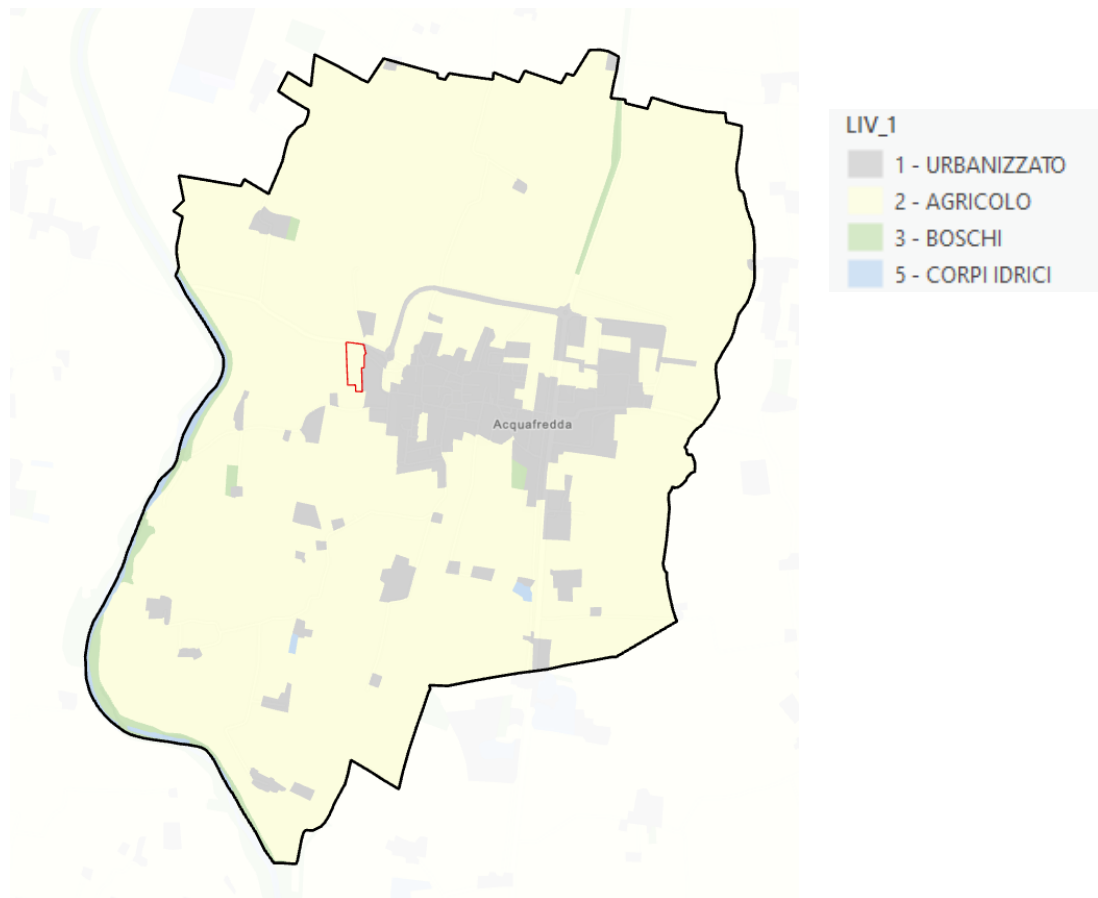 LIV_1
1 - URBANIZZATO
2 - AGRICOLO
3 - BOSCHI
5 - CORPI IDRICI
Acquafredda